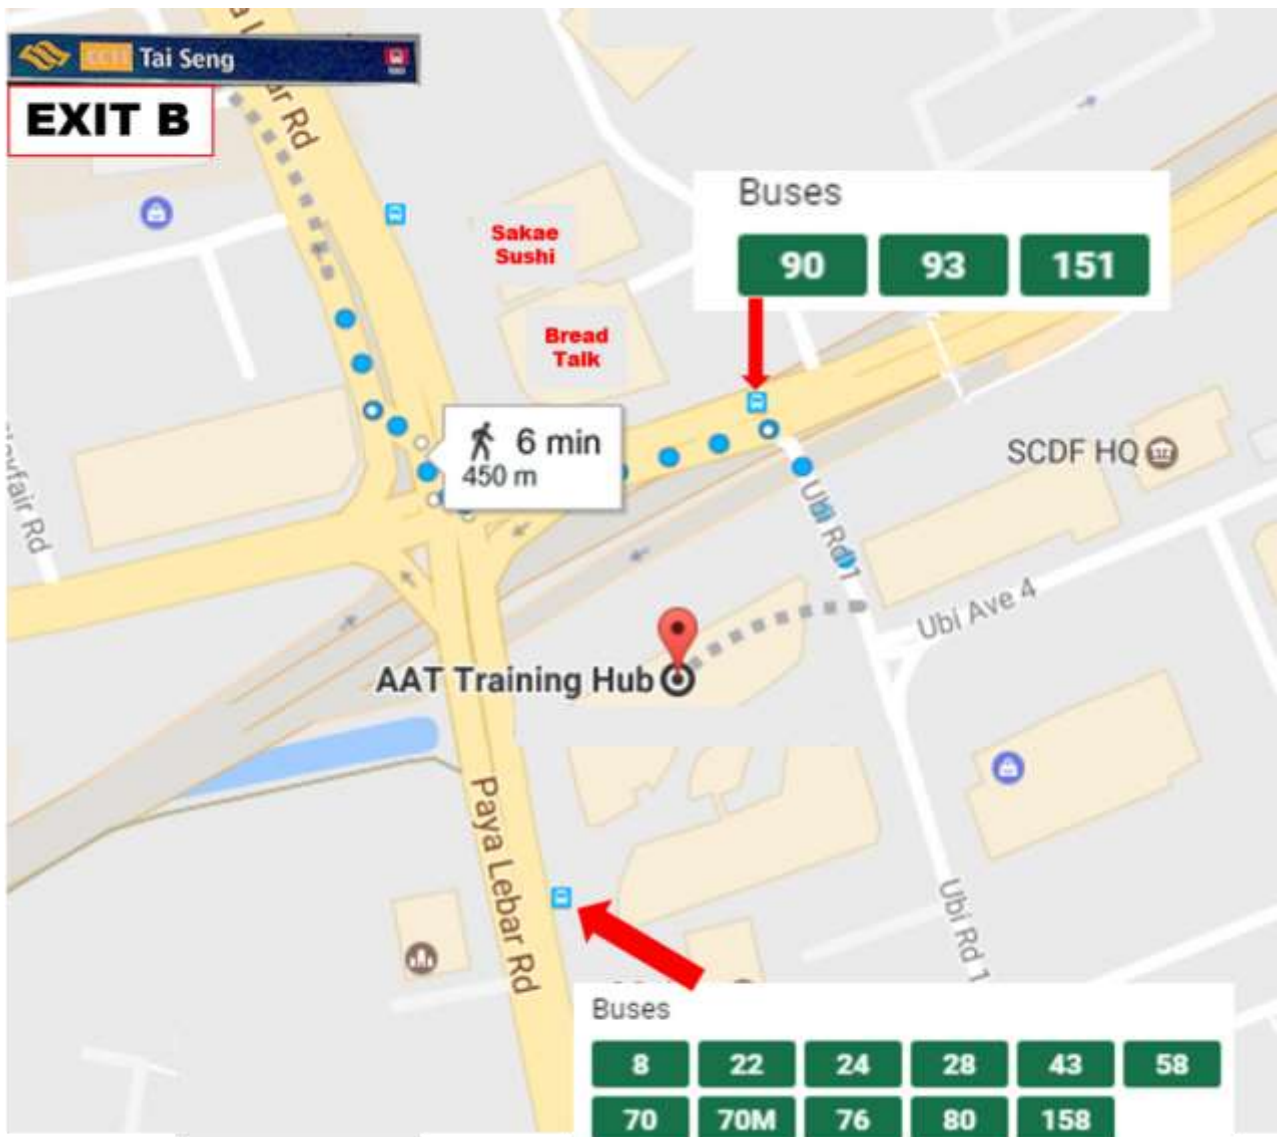 CC11 Tai Seng
EXIT B
ar Rd
Buses
90 93 151
Sakae
Sushi
Bread
Talk
6 min
450 m
SCDF HQ
Ubi Rd 1
Ubi Ave 4
AAT Training Hub
Paya Lebar Rd
Ubi Rd 1
Buses
8 22 24 28 43 58
70 70M 76 80 158